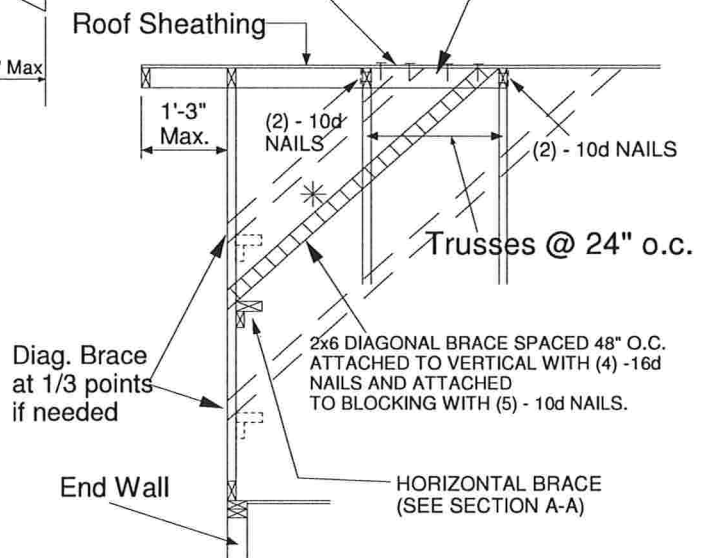 Roof Sheathing
' Max
1'-3"
Max.
(2) - 10d
NAILS
(2) - 10d NAILS
Trusses @ 24" o.c.
2x6 DIAGONAL BRACE SPACED 48" O.C.
ATTACHED TO VERTICAL WITH (4) -16d
NAILS AND ATTACHED
TO BLOCKING WITH (5) - 10d NAILS.
Diag. Brace
at 1/3 points
if needed
End Wall
HORIZONTAL BRACE
(SEE SECTION A-A)